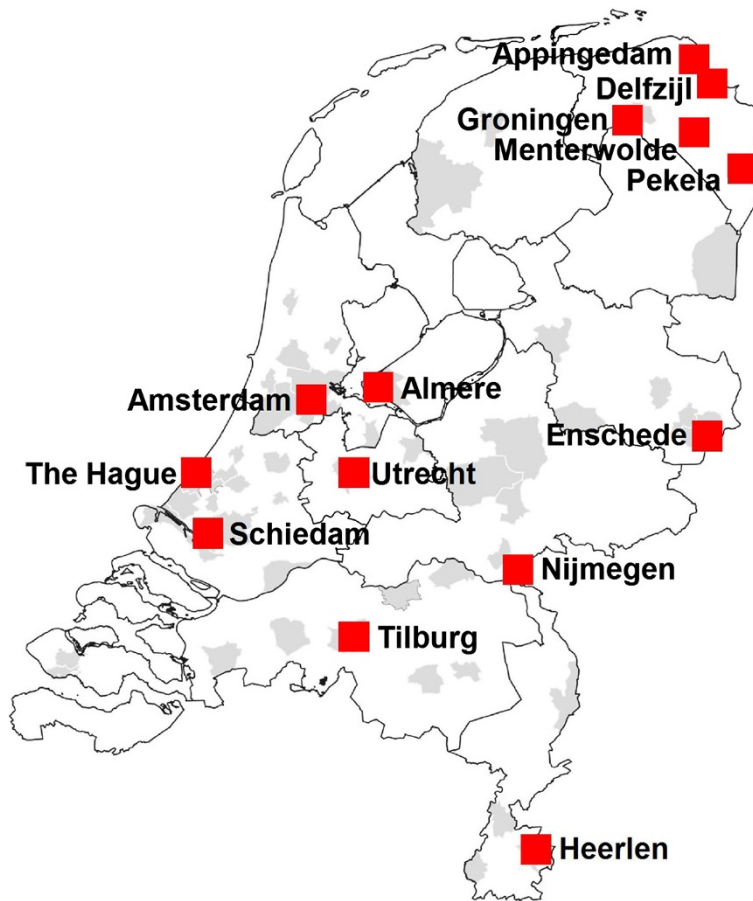 Appingedam
Delfzijl
Groningen
Menterwolde
Pekela
Almere
Amsterdam
Enschede
The Hague
Utrecht
Schiedam
Nijmegen
Tilburg
Heerlen